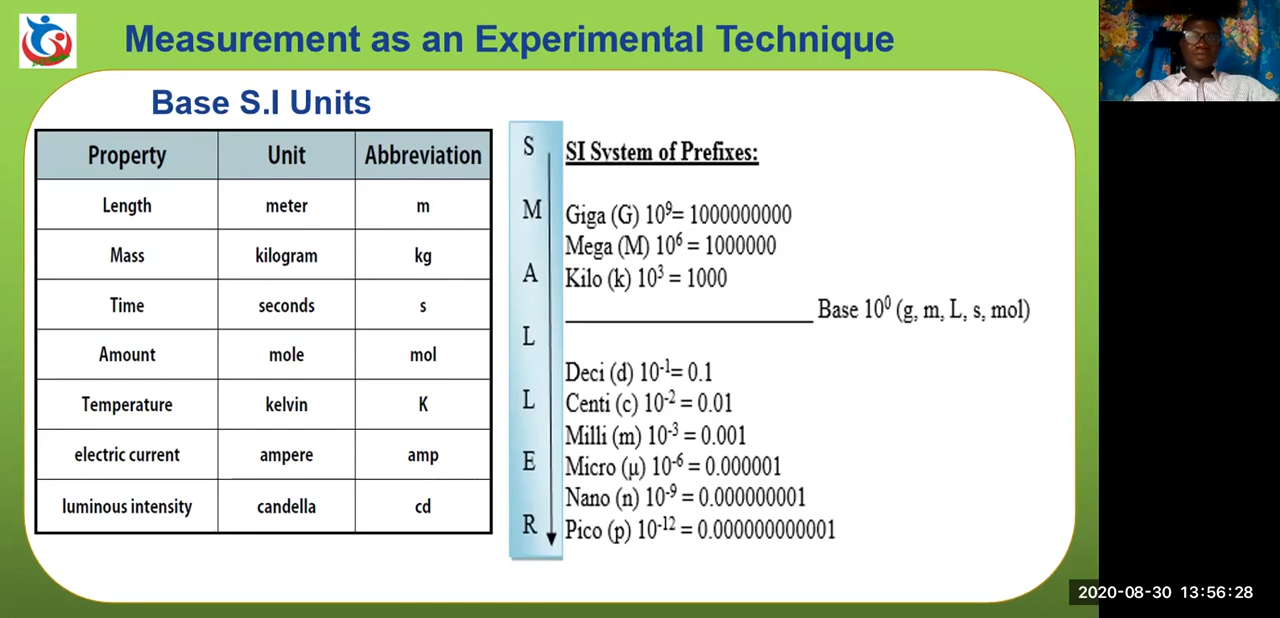 Measurement as an Experimental Technique
Base S.I Units
Property Unit Abbreviation
Length meter m
Mass kilogram kg
Time seconds s
Amount mole mol
Temperature kelvin K
electric current ampere amp
luminous intensity candella cd
S
M
A
L
L
E
R
SI System of Prefixes:
Giga (G) 10⁹= 1000000000
Mega (M) 10⁶ = 1000000
Kilo (k) 10³ = 1000
Base 10⁰ (g, m, L, s, mol)
Deci (d) 10⁻¹= 0.1
Centi (c) 10⁻² = 0.01
Milli (m) 10⁻³ = 0.001
Micro (μ) 10⁻⁶ = 0.000001
Nano (n) 10⁻⁹ = 0.000000001
Pico (p) 10⁻¹² = 0.000000000001
2020-08-30 13:56:28